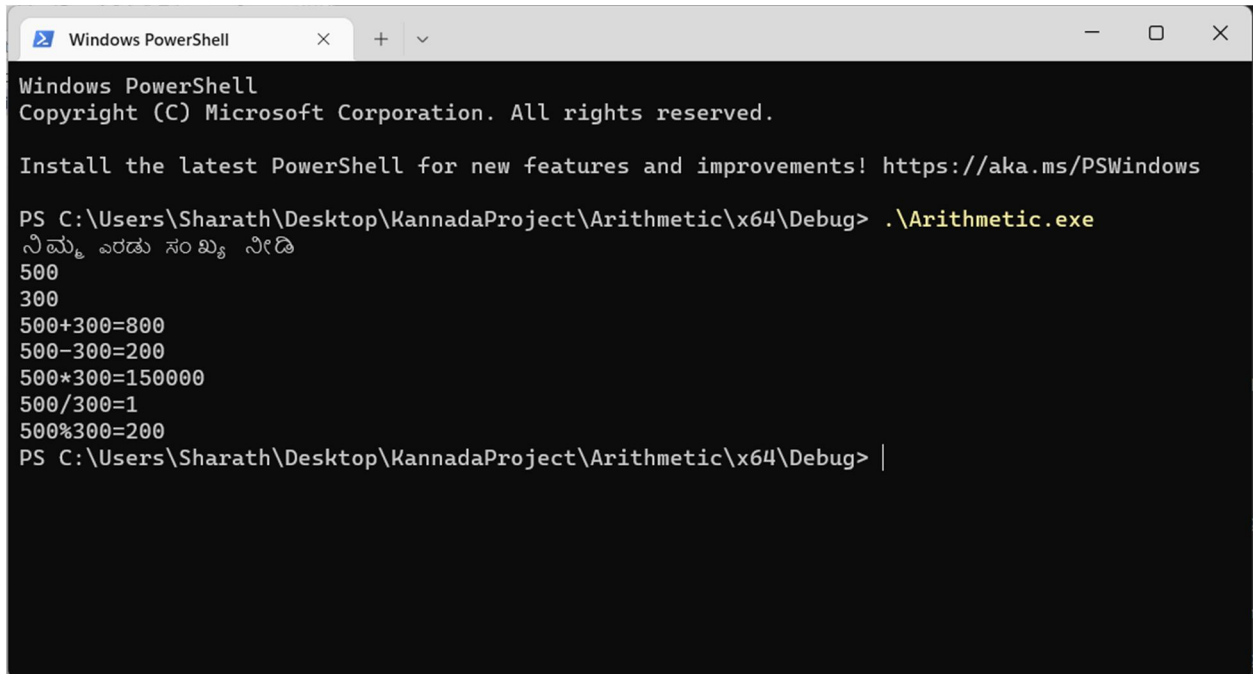 Windows PowerShell
Windows PowerShell
Copyright (C) Microsoft Corporation. All rights reserved.
Install the latest PowerShell for new features and improvements! https://aka.ms/PSWindows
PS C:\Users\Sharath\Desktop\KannadaProject\Arithmetic\x64\Debug> .\Arithmetic.exe
ನಿಮ್ಮ ಎರಡು ಸಂಖ್ಯ ನೀಡಿ
500
300
500+300=800
500-300=200
500*300=150000
500/300=1
500%300=200
PS C:\Users\Sharath\Desktop\KannadaProject\Arithmetic\x64\Debug>